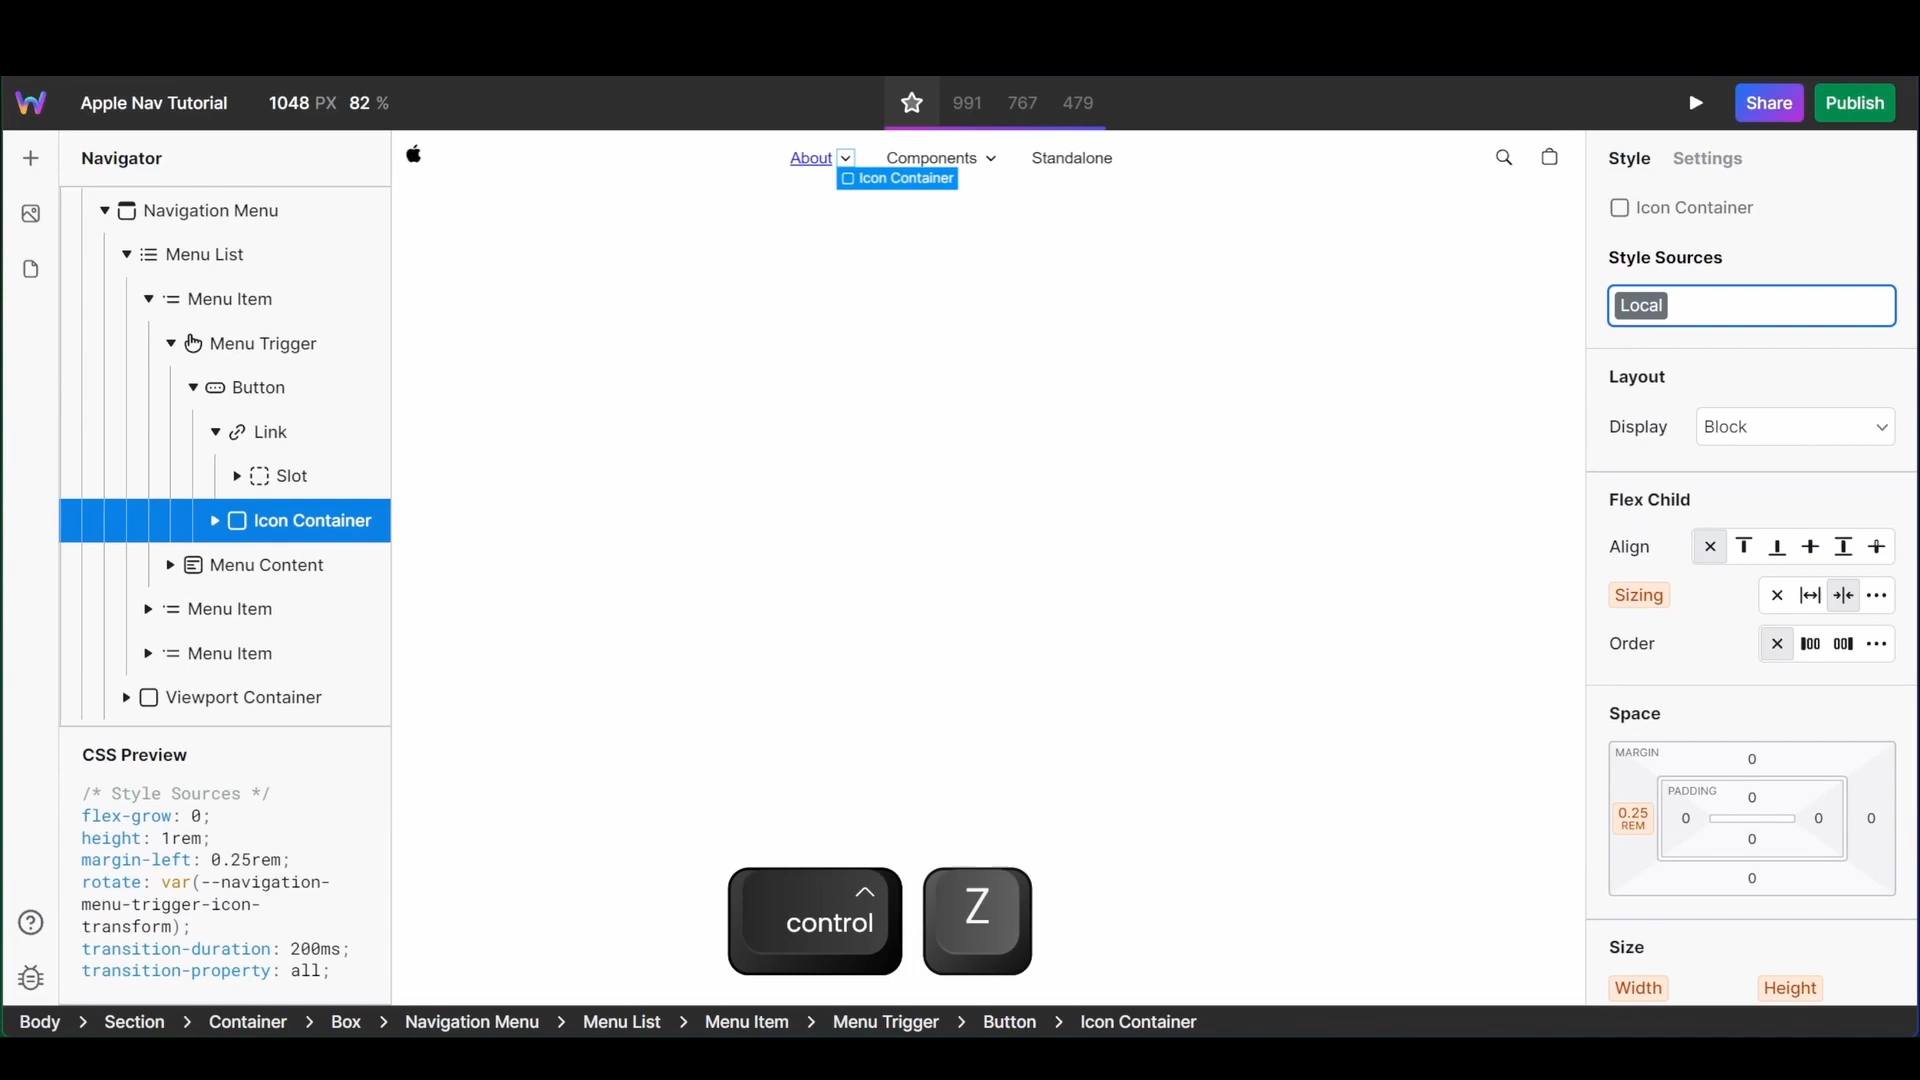 Apple Nav Tutorial 1048 PX 82 % 991 767 479 Share Publish
Navigator
Navigation Menu
Menu List
Menu Item
Menu Trigger
Button
Link
Slot
Icon Container
Menu Content
Menu Item
Menu Item
Viewport Container
CSS Preview
/* Style Sources */
flex-grow: 0;
height: 1rem;
margin-left: 0.25rem;
rotate: var(--navigation-
menu-trigger-icon-
transform);
transition-duration: 200ms;
transition-property: all;
About Components Standalone
Icon Container
control Z
Style Settings
Icon Container
Style Sources
Local
Layout
Display Block
Flex Child
Align
Sizing
Order
Space
MARGIN
0
PADDING
0
0.25
REM
0 0 0
0
0
Size
Width Height
Body > Section > Container > Box > Navigation Menu > Menu List > Menu Item > Menu Trigger > Button > Icon Container